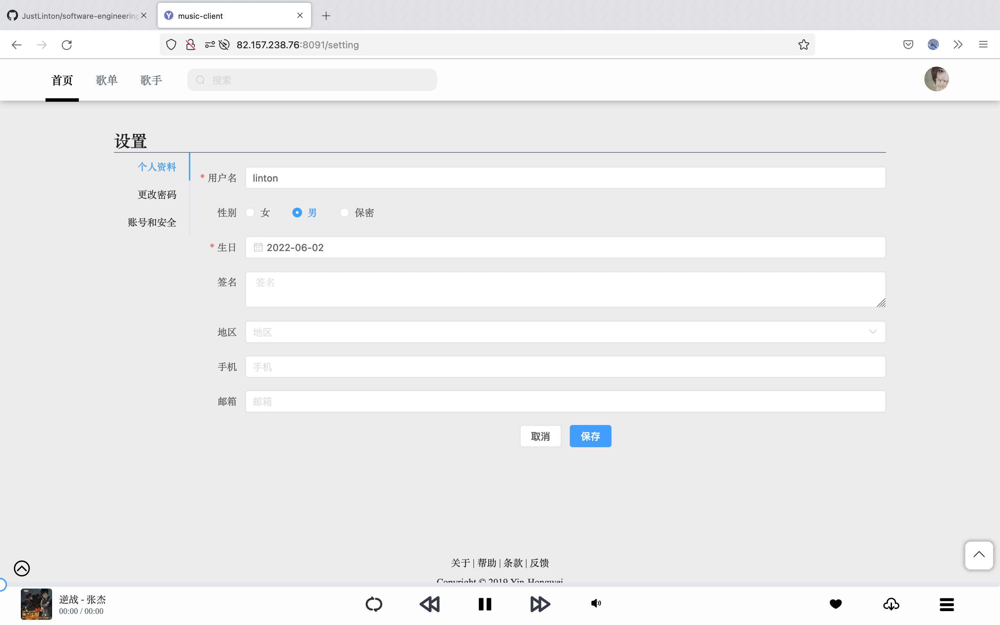 JustLinton/software-engineering
music-client
82.157.238.76:8091/setting
首页 歌单 歌手 搜索
设置
个人资料
更改密码
账号和安全
* 用户名 linton
性别 女 男 保密
* 生日 2022-06-02
签名 签名
地区 地区
手机 手机
邮箱 邮箱
取消 保存
关于 | 帮助 | 条款 | 反馈
Copyright © 2019 Yin-Hongwei
逆战 - 张杰
00:00 / 00:00